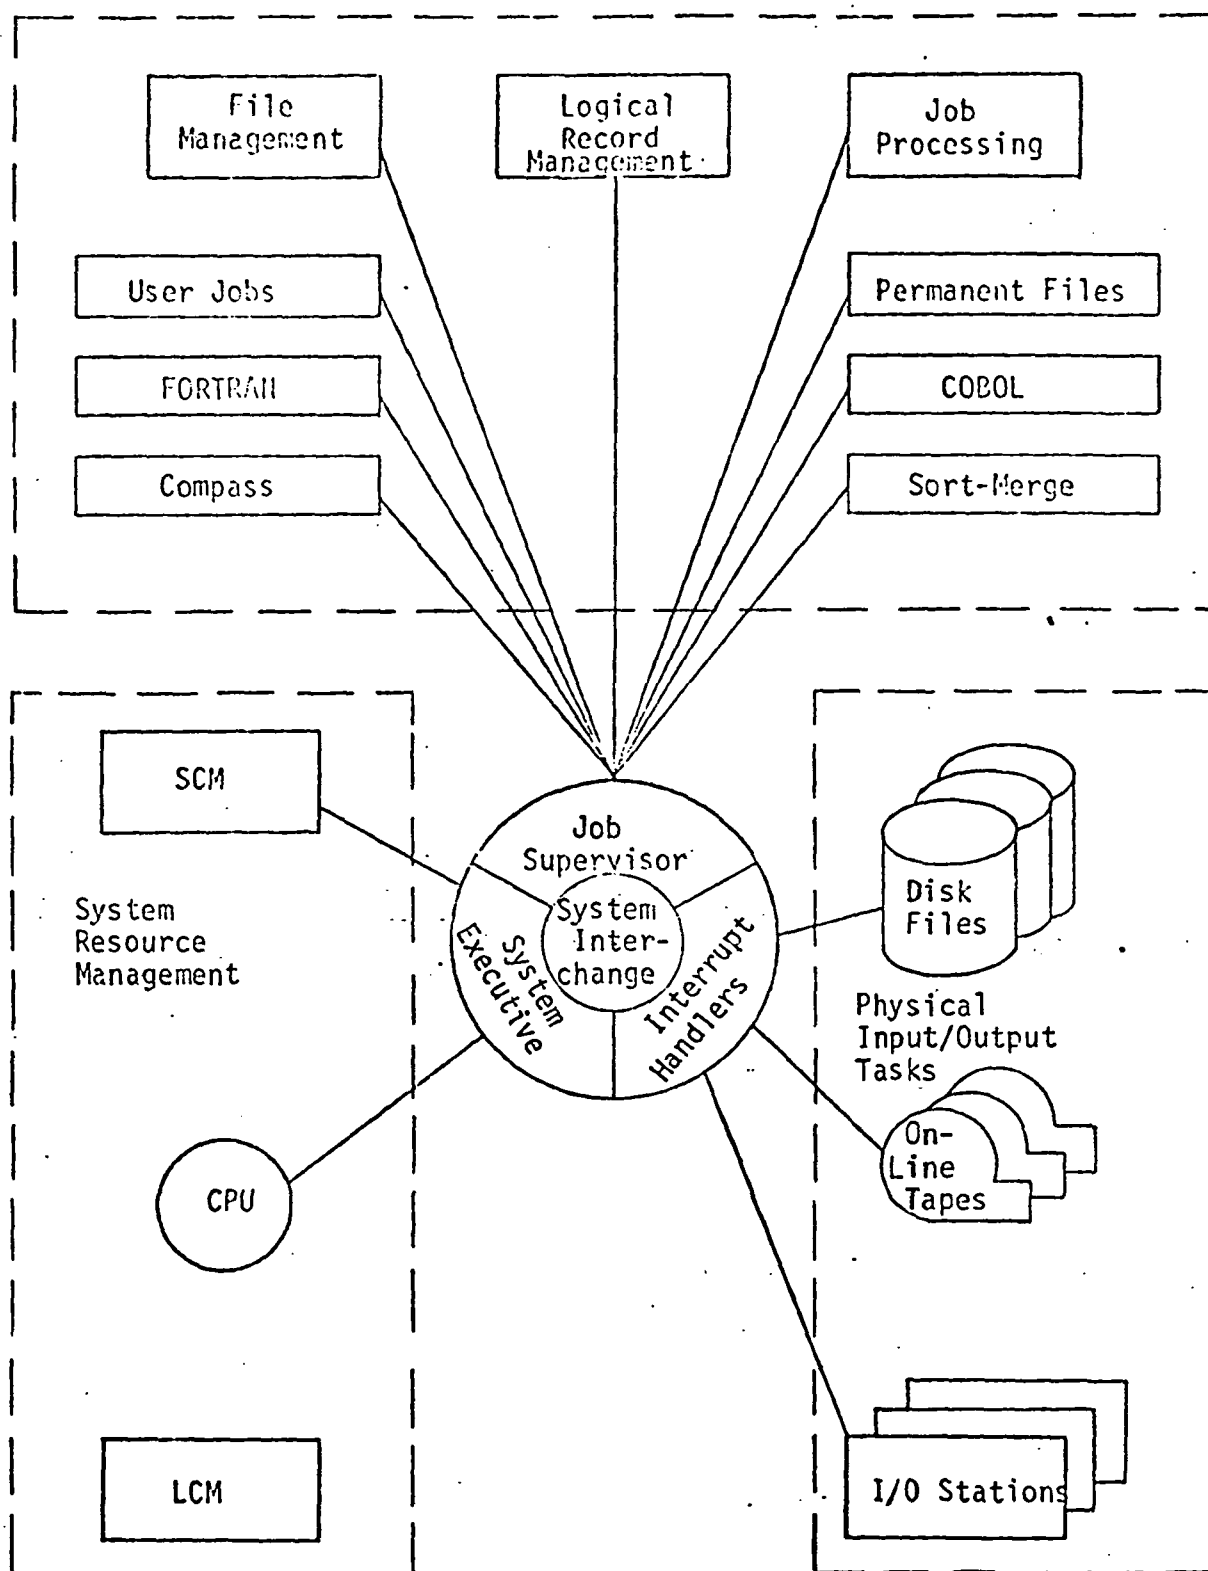 File
Management
Logical
Record
Management
Job
Processing
User Jobs
Permanent Files
FORTRAN
COBOL
Compass
Sort-Merge
SCM
System
Resource
Management
Job
Supervisor
System
Inter-
change
System
Executive
Interrupt
Handlers
Disk
Files
Physical
Input/Output
Tasks
On-
Line
Tapes
CPU
LCM
I/O Stations